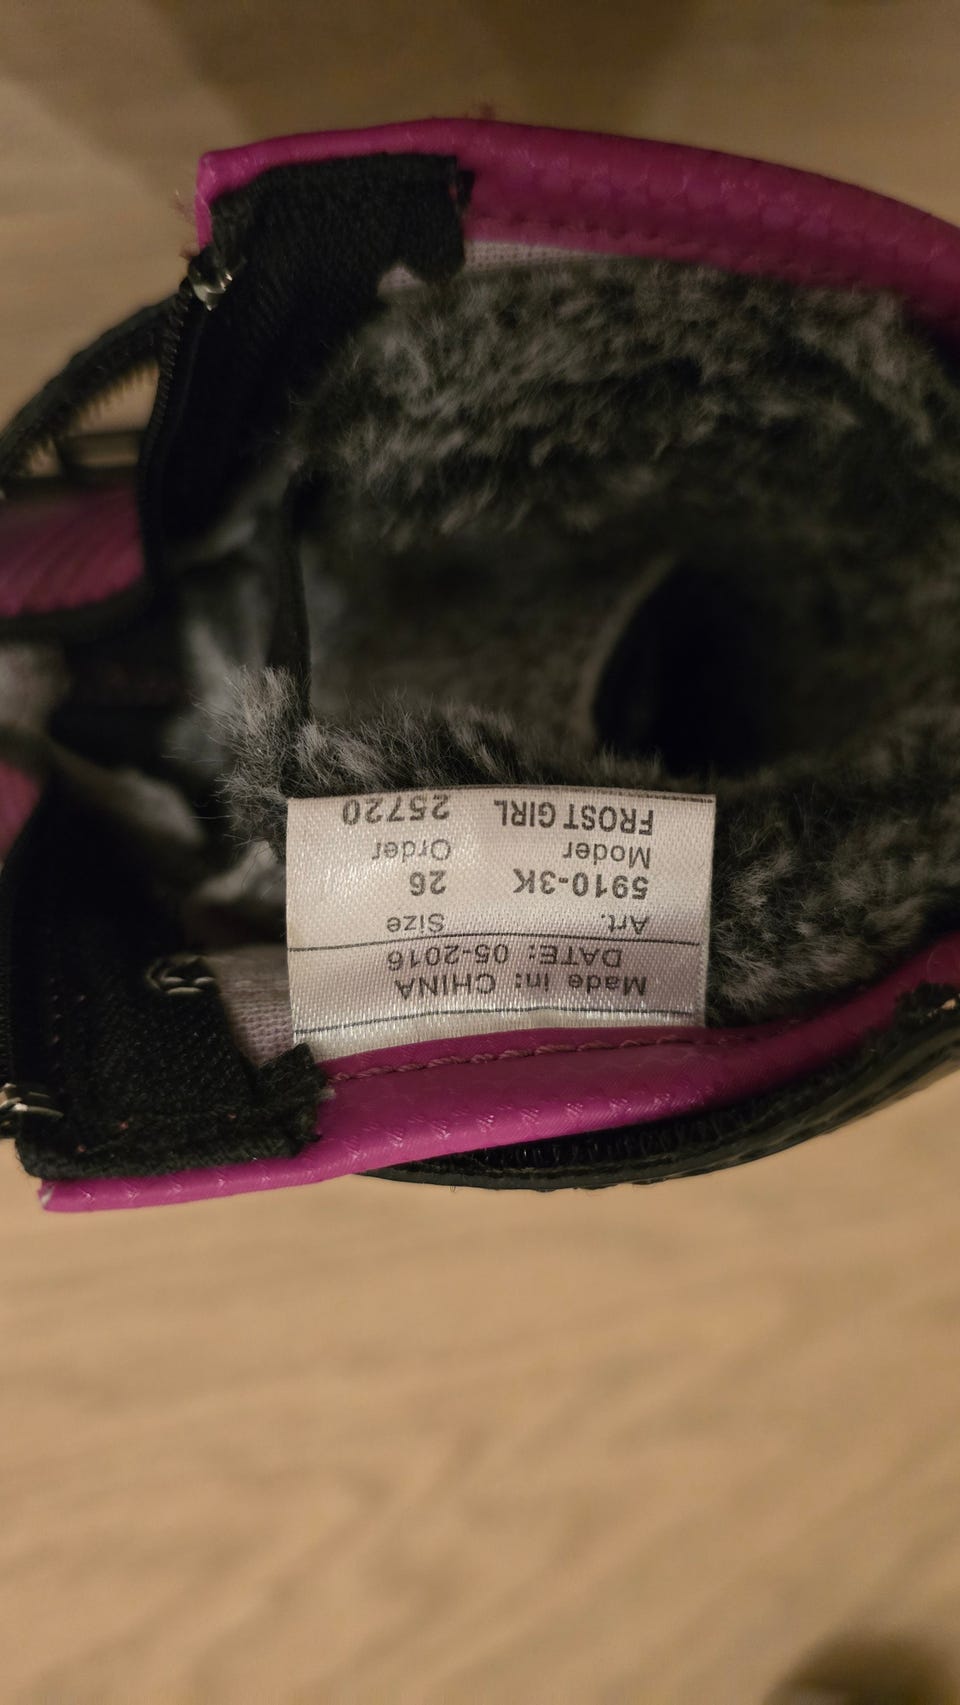 Made in: CHINA
DATE: 05-2016
Art. Size
5910-3K 26
Moder Order
FROST GIRL 25720